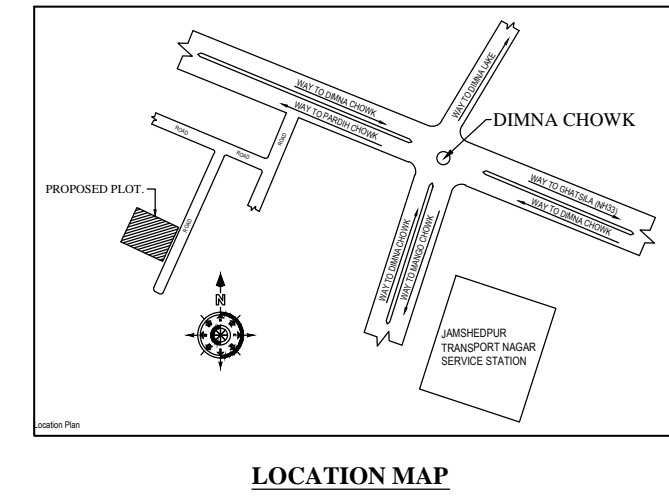 WAY TO DIMNA LAKE
WAY TO DIMNA CHOWK
WAY TO PARDIH CHOWK
DIMNA CHOWK
ROAD
ROAD
ROAD
ROAD
PROPOSED PLOT.
WAY TO GHATSILA (NH33)
WAY TO DIMNA CHOWK
WAY TO DIMNA CHOWK
WAY TO MANGO CHOWK
N
JAMSHEDPUR
TRANSPORT NAGAR
SERVICE STATION
Location Plan
LOCATION MAP